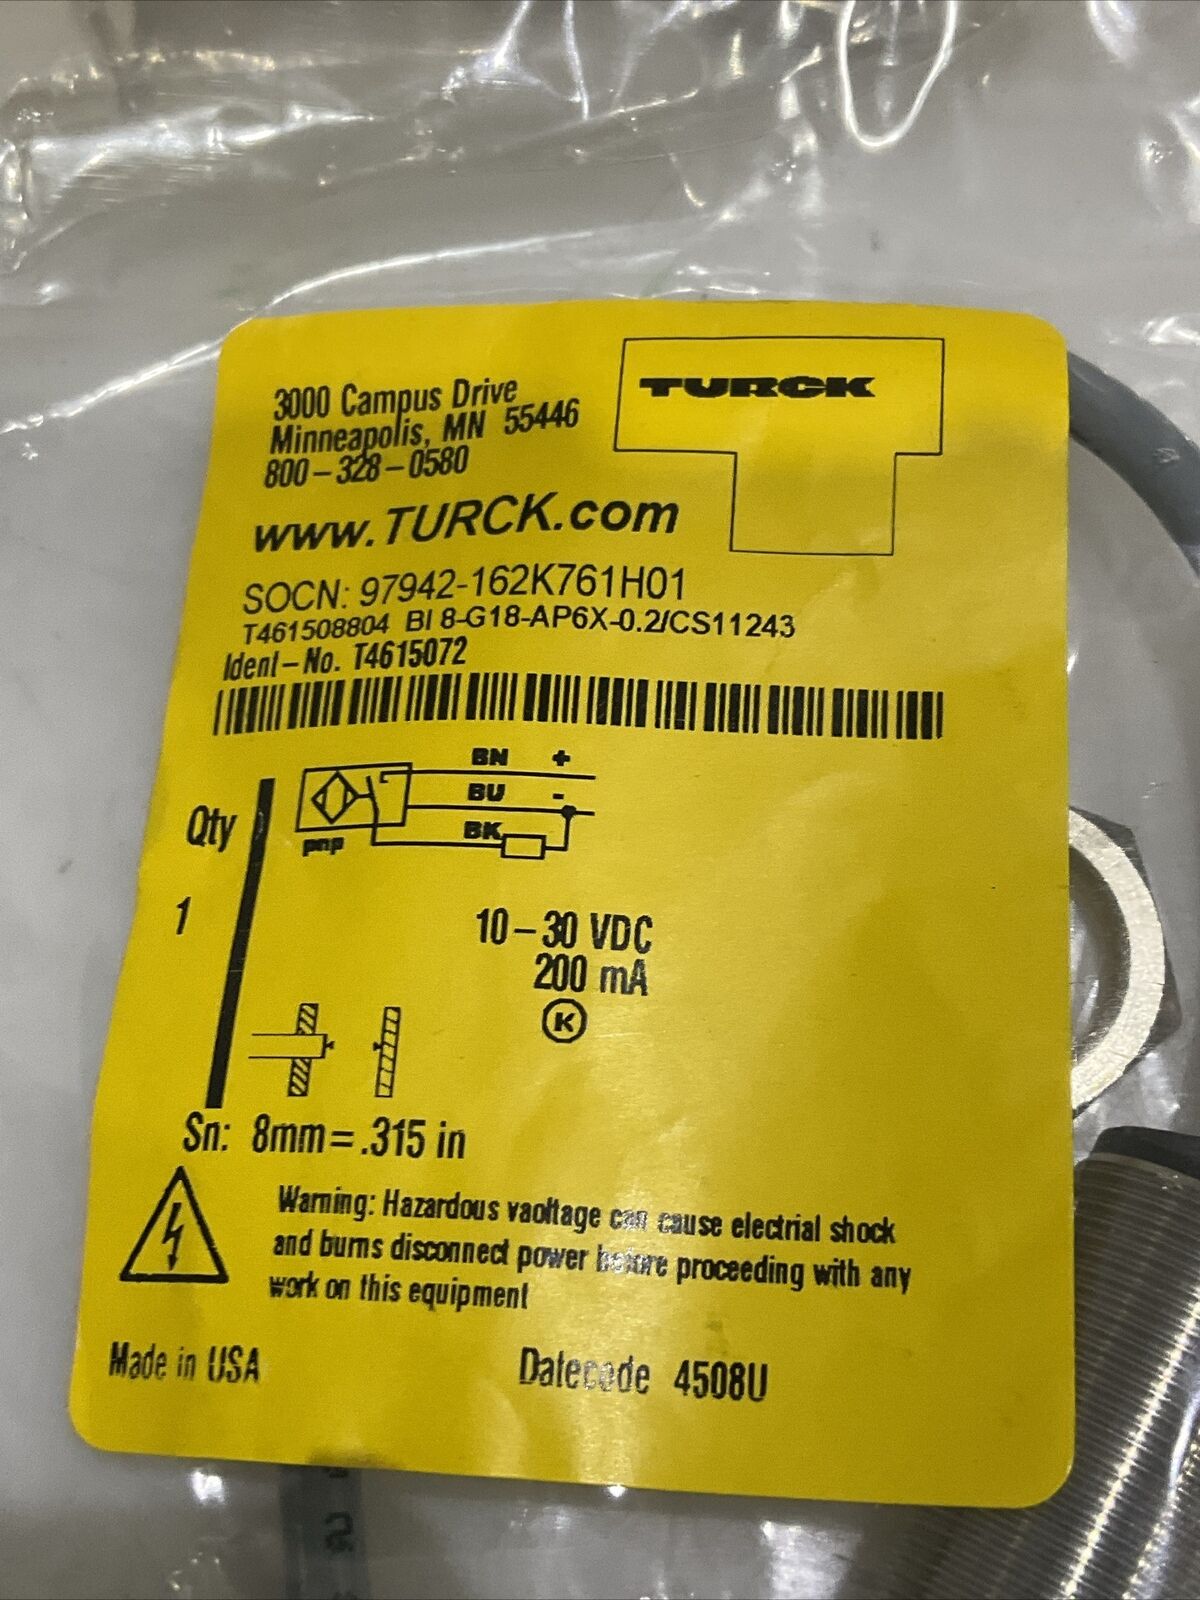 3000 Campus Drive
Minneapolis, MN 55446
800-328-0580
TURCK
www.TURCK.com
SOCN: 97942-162K761H01
T461508804 BI 8-G18-AP6X-0.2/CS11243
Ident-No. T4615072
BN +
BU -
BK
pnp
Qty
1
10-30 VDC
200 mA
K
Sn: 8mm=.315 in
Warning: Hazardous vaoltage can cause electrial shock
and burns disconnect power before proceeding with any
work on this equipment
Made in USA
Datecode 4508U